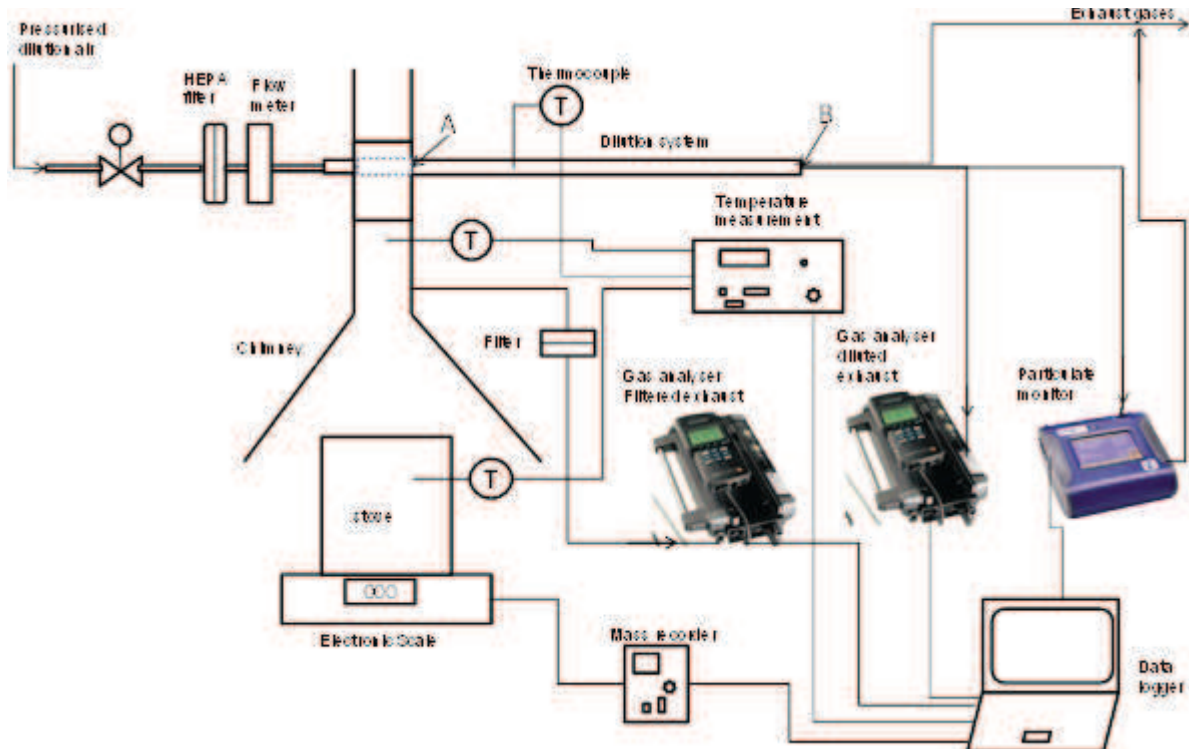 Exhaust gases
Pressurised
dilution air
HEPA
filter
Flow
meter
Thermocouple
T
A
B
Dilution system
Temperature
measurement
T
Chimney
Filter
Gas analyser
Filtered exhaust
Gas analyser
diluted
exhaust
Particulate
monitor
T
stove
Electronic Scale
Mass recorder
Data
logger